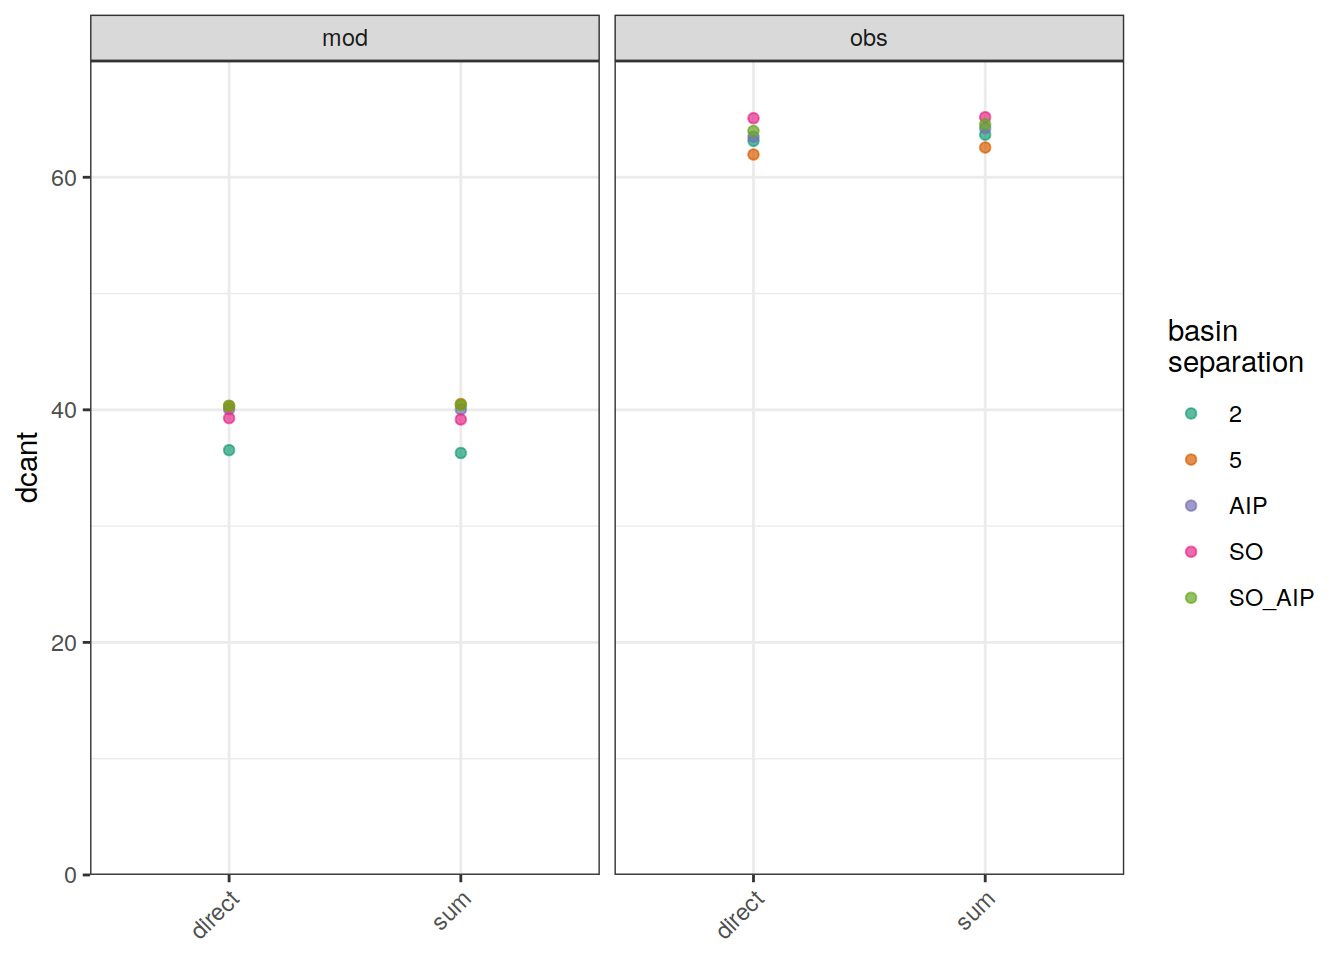 mod
obs
60
40
20
0
dcant
direct
sum
direct
sum
basin
separation
2
5
AIP
SO
SO_AIP